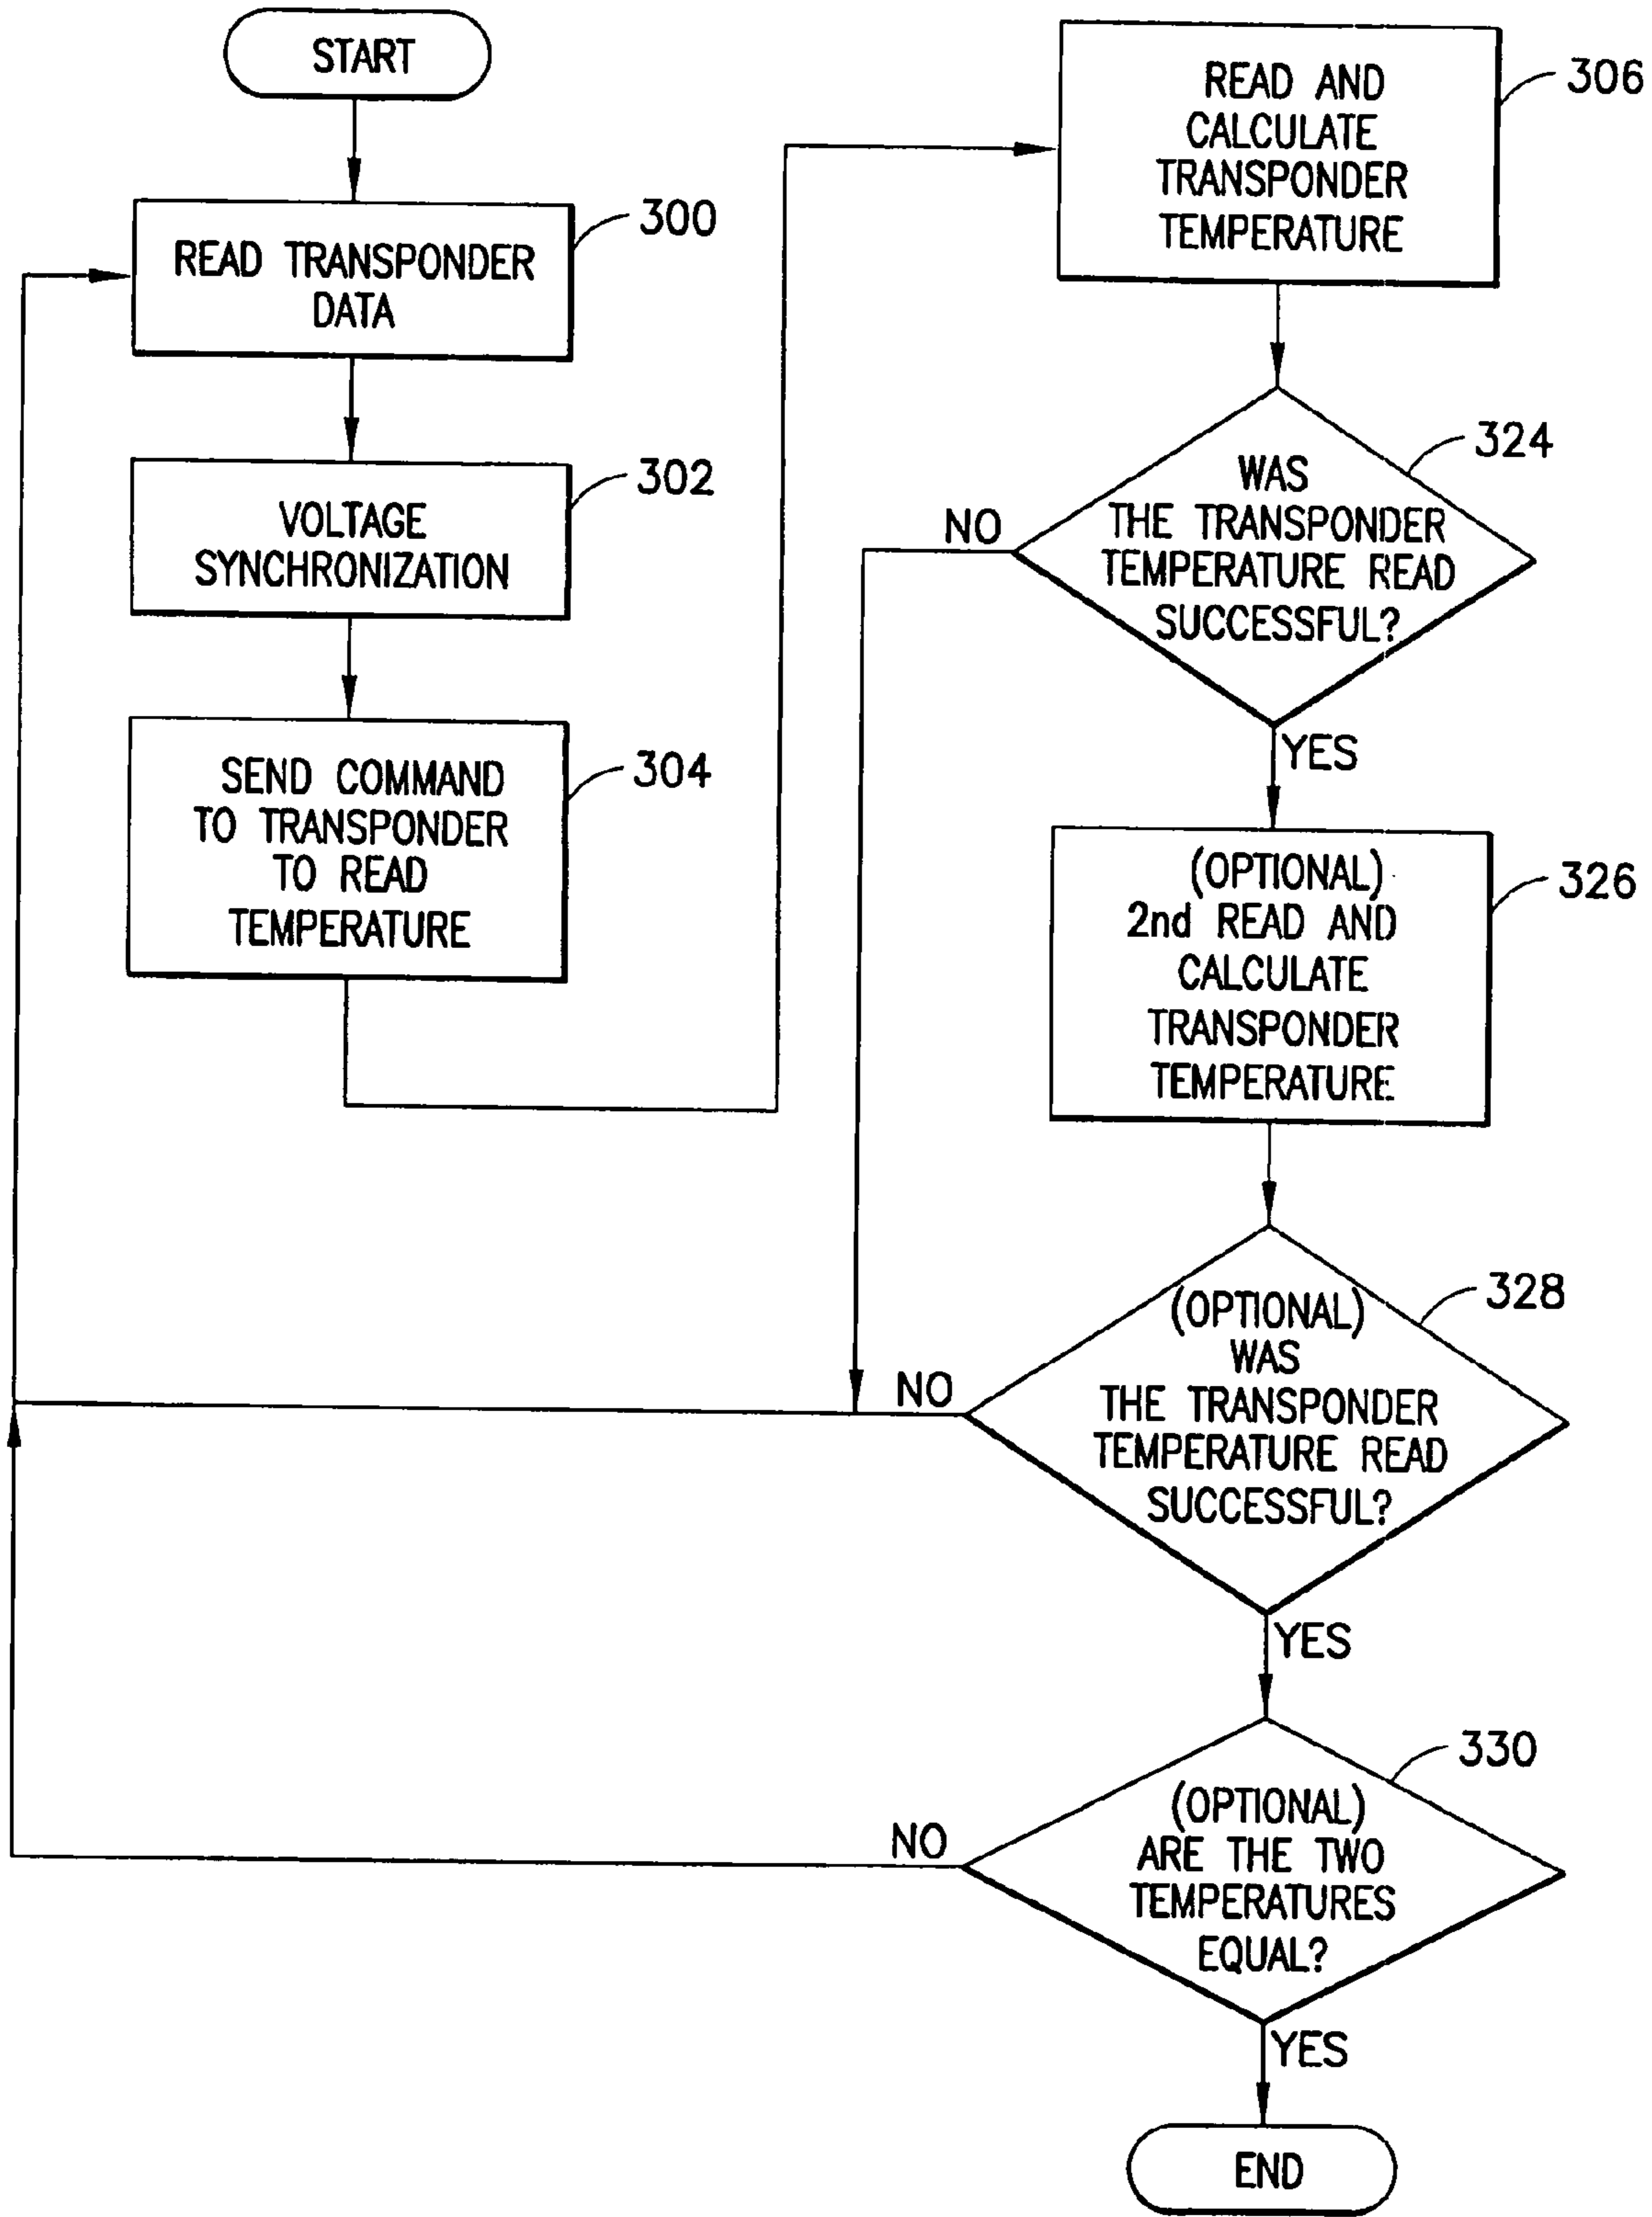 START
READ TRANSPONDER
DATA
300
VOLTAGE
SYNCHRONIZATION
302
SEND COMMAND
TO TRANSPONDER
TO READ
TEMPERATURE
304
READ AND
CALCULATE
TRANSPONDER
TEMPERATURE
306
WAS
THE TRANSPONDER
TEMPERATURE READ
SUCCESSFUL?
324
NO
YES
(OPTIONAL)
2nd READ AND
CALCULATE
TRANSPONDER
TEMPERATURE
326
(OPTIONAL)
WAS
THE TRANSPONDER
TEMPERATURE READ
SUCCESSFUL?
328
NO
YES
(OPTIONAL)
ARE THE TWO
TEMPERATURES
EQUAL?
330
NO
YES
END